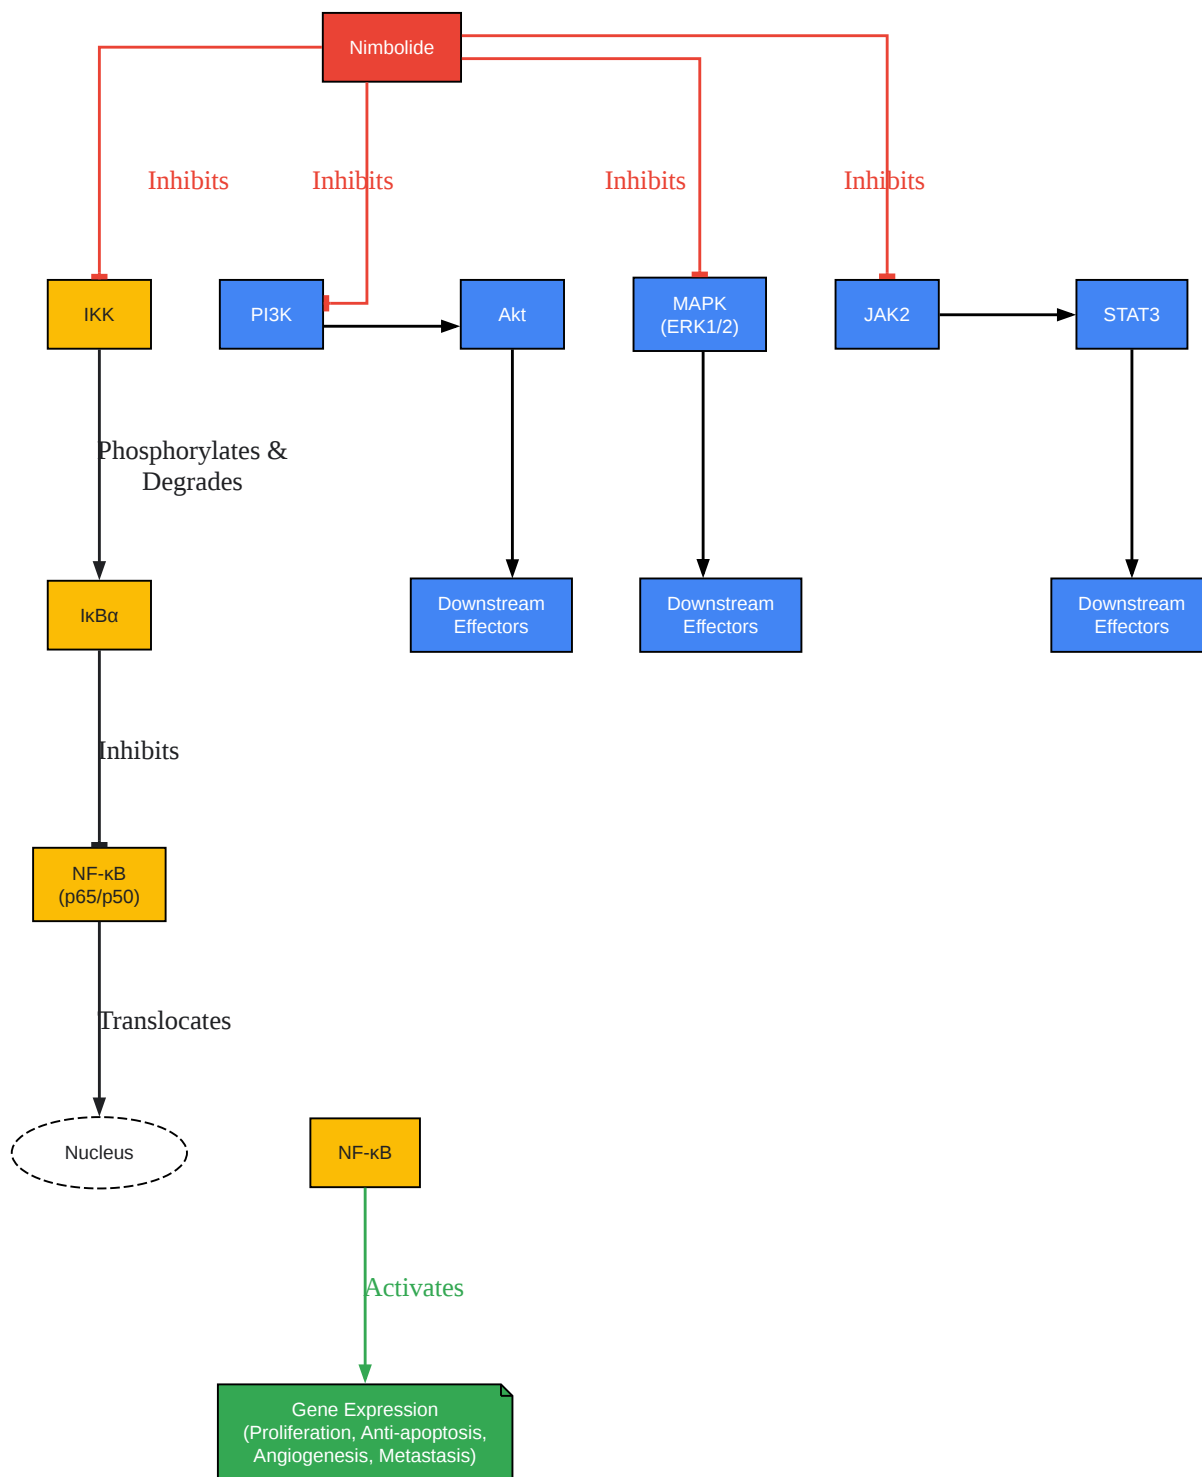 Nimbolide
Inhibits
Inhibits
Inhibits
Inhibits
IKK
PI3K
Akt
MAPK
(ERK1/2)
JAK2
STAT3
Phosphorylates &
Degrades
IκBα
Downstream
Effectors
Downstream
Effectors
Downstream
Effectors
Inhibits
NF-κB
(p65/p50)
Translocates
Nucleus
NF-κB
Activates
Gene Expression
(Proliferation, Anti-apoptosis,
Angiogenesis, Metastasis)